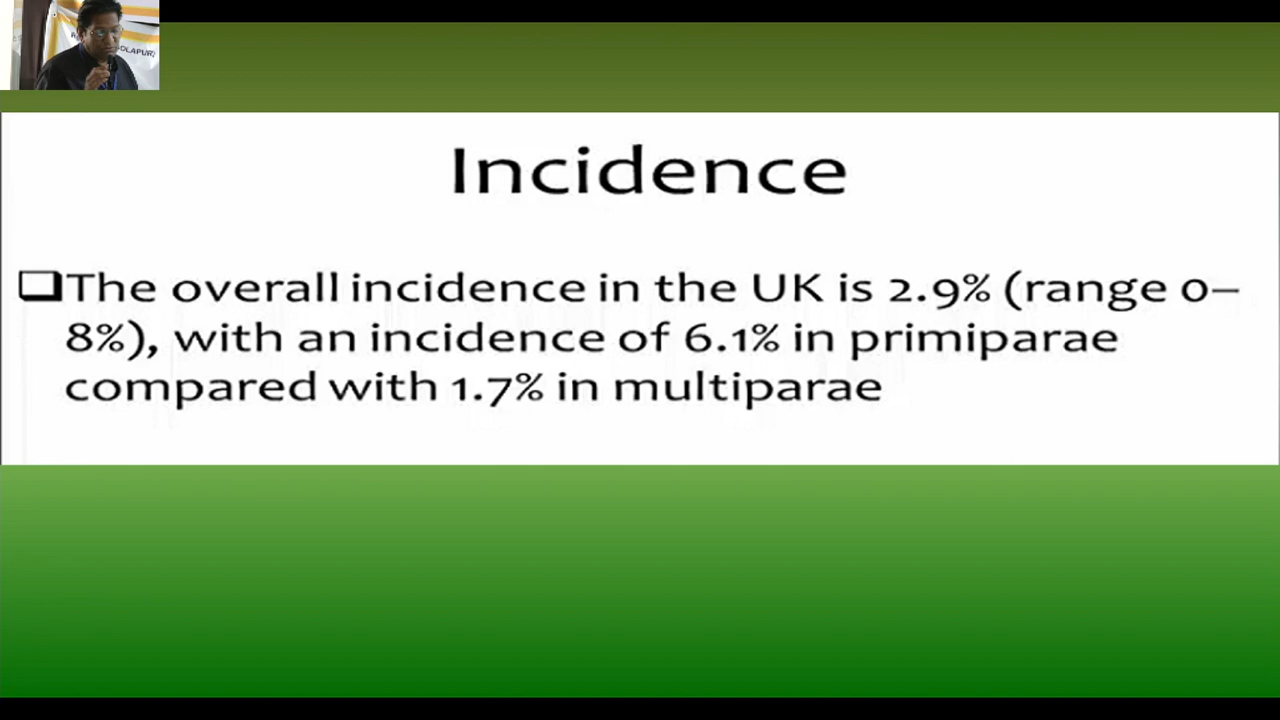 OLAPUR
Incidence
❑The overall incidence in the UK is 2.9% (range 0–
8%), with an incidence of 6.1% in primiparae
compared with 1.7% in multiparae